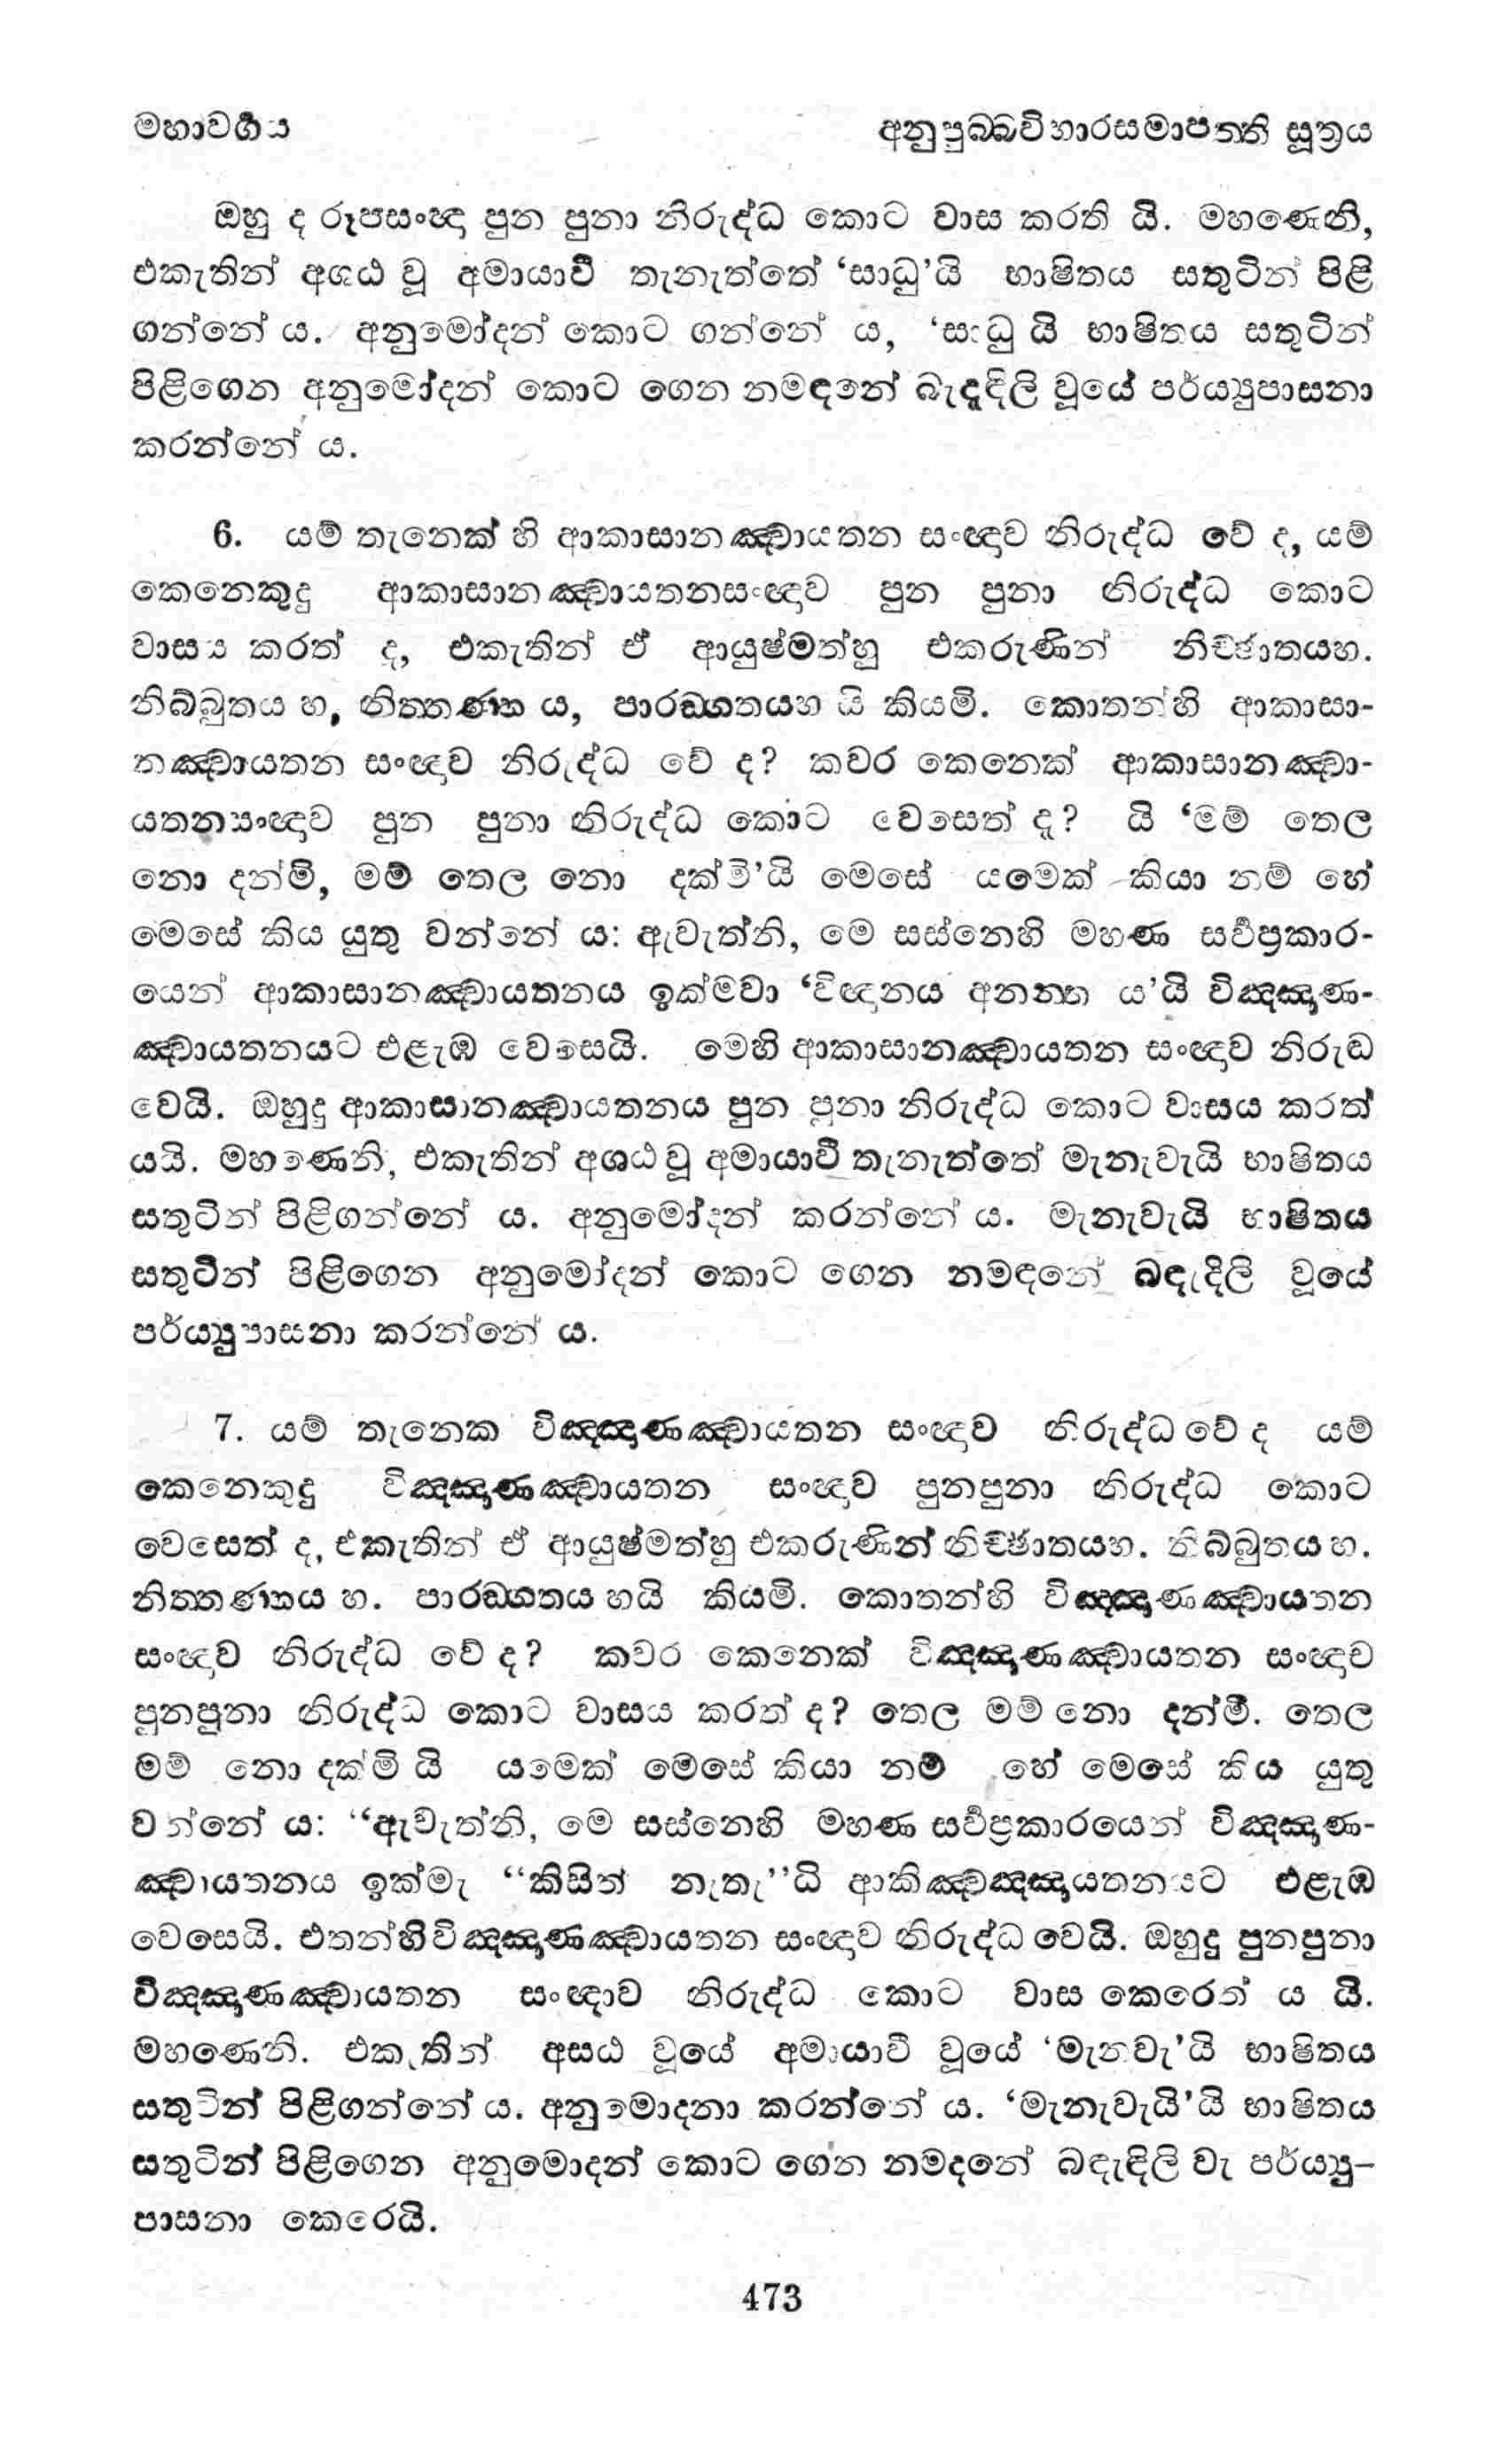 මහාවර්‍ගය
අනුපුබ්බවිහාරසමාපත්ති සූත්‍රය
ඔහු ද රූපසංඥා පුන පුනා නිරුද්ධ කොට වාස කරති යි. මහණෙනි,
එකැතින් අශඨ වූ අමායාවී තැනැත්තේ ‘සාධු’යි භාෂිතය සතුටින් පිළි
ගන්නේ ය. අනුමෝදන් කොට ගන්නේ ය, ‘සාධු යි භාෂිතය සතුටින්
පිළිගෙන අනුමෝදන් කොට ගෙන නමඳනේ බැදෑඳිලි වූයේ පර්ය්‍යුපාසනා
කරන්නේ ය.
6. යම් තැනෙක් හි ආකාසානඤ්චායතන සංඥාව නිරුද්ධ වේ ද, යම්
කෙනෙකුදු ආකාසානඤ්චායතනසංඥාව පුන පුනා නිරුද්ධ කොට
වාසය කරත් ද, එකැතින් ඒ ආයුෂ්මත්හු එකරුණින් නිච්ඡාතයහ.
නිබ්බුතය හ, නිත්තණ්හ ය, පාරඞ්ගතයහ යි කියමි. කොතන්හි ආකාසා-
නඤ්චායතන සංඥාව නිරුද්ධ වේ ද? කවර කෙනෙක් ආකාසානඤ්චා-
යතනසංඥාව පුන පුනා නිරුද්ධ කොට වෙසෙත් ද? යි ‘මම් තෙල
නො දන්මි, මම් තෙල නො දක්මි’යි මෙසේ යමෙක් කියා නම් හේ
මෙසේ කිය යුතු වන්නේ ය: ඇවැත්නි, මෙ සස්නෙහි මහණ සර්‍වප්‍රකාර-
යෙන් ආකාසානඤ්චායතනය ඉක්මවා ‘විඥානය අනන්ත ය’යි විඤ්ඤාණ-
ඤ්චායතනයට එළැඹ වෙසෙයි. මෙහි ආකාසානඤ්චායතන සංඥාව නිරුඬ
වෙයි. ඔහුදු ආකාසානඤ්චායතනය පුන පුනා නිරුද්ධ කොට වාසය කරත්
යයි. මහණෙනි, එකැතින් අශඨ වූ අමායාවී තැනැත්තේ මැනැවැයි භාෂිතය
සතුටින් පිළිගන්නේ ය. අනුමෝදන් කරන්නේ ය. මැනැවැයි භාෂිතය
සතුටින් පිළිගෙන අනුමෝදන් කොට ගෙන නමඳනේ බඳැදිලි වූයේ
පර්ය්‍යුපාසනා කරන්නේ ය.
7. යම් තැනෙක විඤ්ඤාණඤ්චායතන සංඥාව නිරුද්ධ වේ ද යම්
කෙනෙකුදු විඤ්ඤාණඤ්චායතන සංඥාව පුනපුනා නිරුද්ධ කොට
වෙසෙත් ද, එකැතින් ඒ ආයුෂ්මත්හු එකරුණින් නිච්ඡාතයහ. නිබ්බුතය හ.
නිත්තණ්හය හ. පාරඞ්ගතය හයි කියමි. කොතන්හි විඤ්ඤාණඤ්චායතන
සංඥාව නිරුද්ධ වේ ද? කවර කෙනෙක් විඤ්ඤාණඤ්චායතන සංඥාව
පුනපුනා නිරුද්ධ කොට වාසය කරත් ද? තෙල මම් නො දන්මි. තෙල
මම් නො දක්මි යි යමෙක් මෙසේ කියා නම් හේ මෙසේ කිය යුතු
වන්නේ ය: “ඇවැත්නි, මෙ සස්නෙහි මහණ සර්‍වප්‍රකාරයෙන් විඤ්ඤාණ-
ඤ්චායතනය ඉක්මැ “කිසිත් නැතැ”යි ආකිඤ්චඤ්ඤායතනයට එළැඹ
වෙසෙයි. එතන්හි විඤ්ඤාණඤ්චායතන සංඥාව නිරුද්ධ වෙයි. ඔහුදු පුනපුනා
විඤ්ඤාණඤ්චායතන සංඥාව නිරුද්ධ කොට වාස කෙරෙත් ය යි.
මහණෙනි. එකැතින් අසඨ වූයේ අමායාවී වූයේ ‘මැනවැ’යි භාෂිතය
සතුටින් පිළිගන්නේ ය. අනුමොදනා කරන්නේ ය. ‘මැනැවැයි’යි භාෂිතය
සතුටින් පිළිගෙන අනුමොදන් කොට ගෙන නමදනේ බඳැඳිලි වැ පර්ය්‍යු-
පාසනා කෙරෙයි.
473